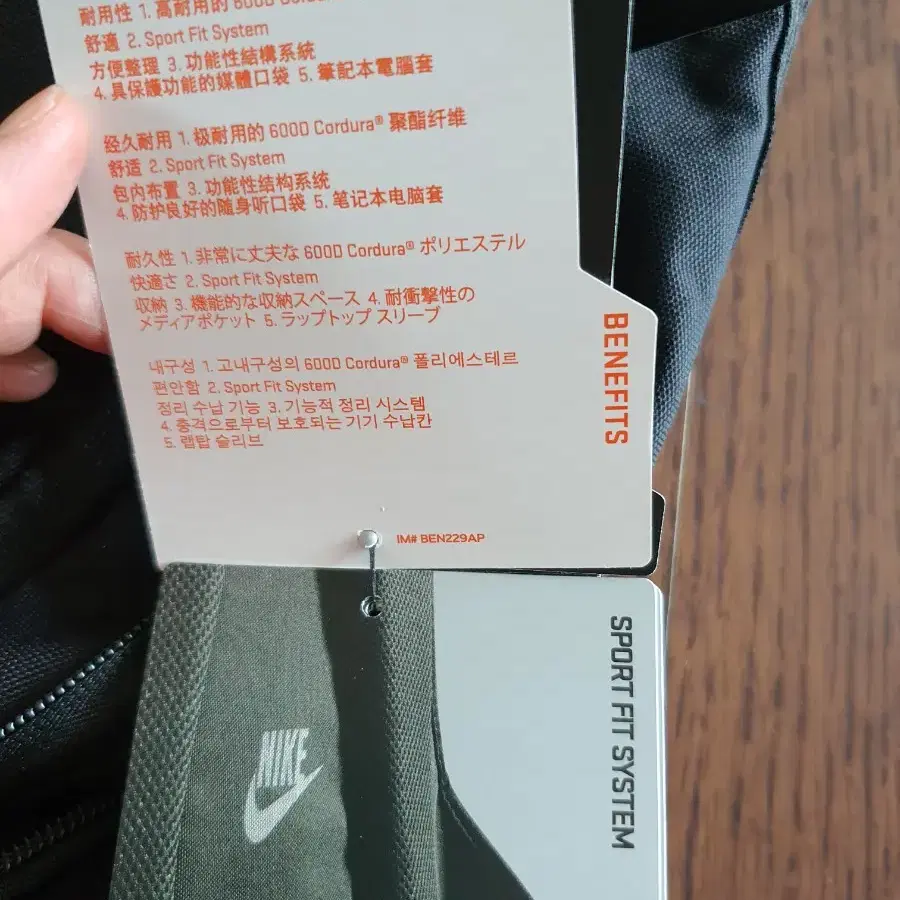 耐用性 1. 高耐用的 600D Cordura
舒適 2. Sport Fit System
方便整理 3. 功能性結構系統
4. 具保護功能的媒體口袋 5. 筆記本電腦套
经久耐用 1. 极耐用的 600D Cordura® 聚酯纤维
舒适 2. Sport Fit System
包内布置 3. 功能性结构系统
4. 防护良好的随身听口袋 5. 笔记本电脑套
耐久性 1. 非常に丈夫な 600D Cordura® ポリエステル
快適さ 2. Sport Fit System
収納 3. 機能的な収納スペース 4. 耐衝撃性の
メディアポケット 5. ラップトップ スリーブ
내구성 1. 고내구성의 600D Cordura® 폴리에스테르
편안함 2. Sport Fit System
정리 수납 기능 3. 기능적 정리 시스템
4. 충격으로부터 보호되는 기기 수납칸
5. 랩탑 슬리브
BENEFITS
IM# BEN229AP
SPORT FIT SYSTEM
NIKE